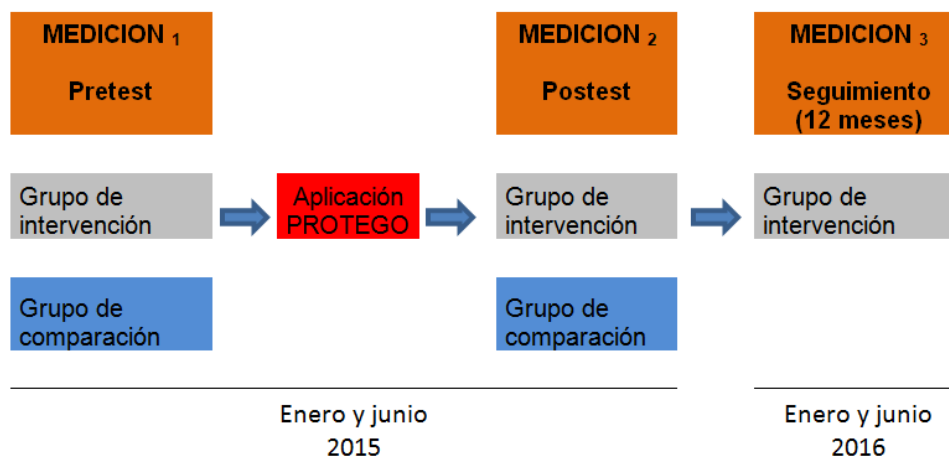 MEDICION 1
Pretest
MEDICION 2
Postest
MEDICION 3
Seguimiento
(12 meses)
Grupo de
intervención
Aplicación
PROTEGO
Grupo de
intervención
Grupo de
intervención
Grupo de
comparación
Grupo de
comparación
Enero y junio
2015
Enero y junio
2016